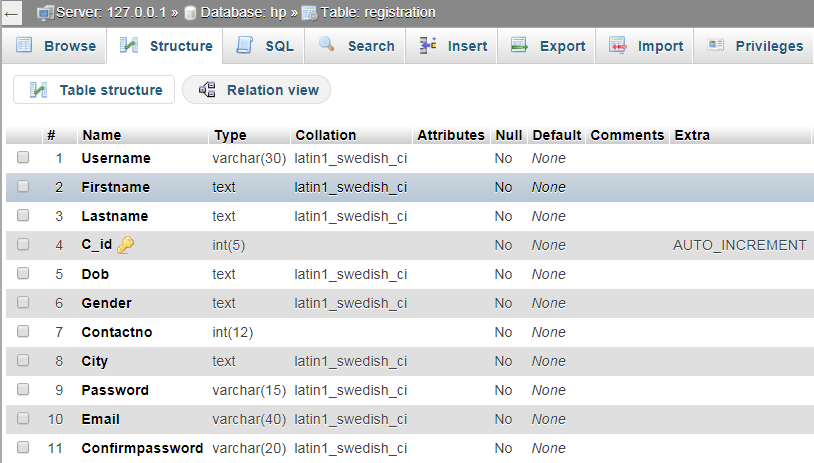 Server: 127.0.0.1 » Database: hp » Table: registration
Browse Structure SQL Search Insert Export Import Privileges
Table structure Relation view
# Name Type Collation Attributes Null Default Comments Extra
1 Username varchar(30) latin1_swedish_ci No None
2 Firstname text latin1_swedish_ci No None
3 Lastname text latin1_swedish_ci No None
4 C_id int(5) No None AUTO_INCREMENT
5 Dob text latin1_swedish_ci No None
6 Gender text latin1_swedish_ci No None
7 Contactno int(12) No None
8 City text latin1_swedish_ci No None
9 Password varchar(15) latin1_swedish_ci No None
10 Email varchar(40) latin1_swedish_ci No None
11 Confirmpassword varchar(20) latin1_swedish_ci No None